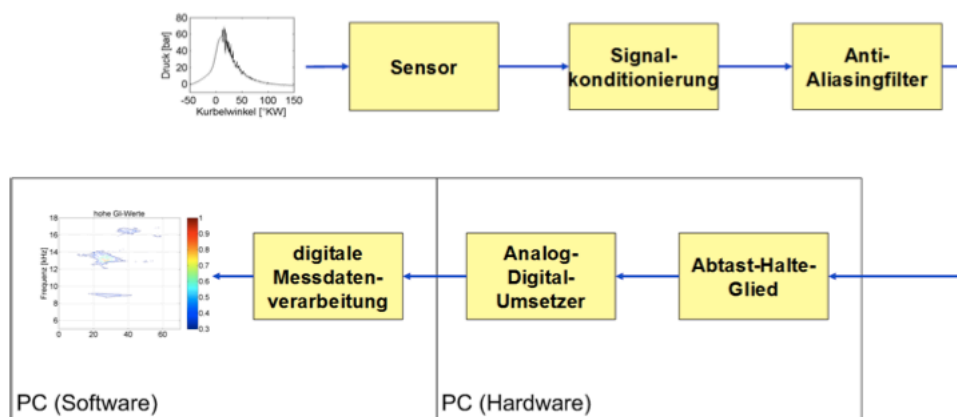 80
60
40
20
0
Druck [bar]
-50 0 50 100 150
Kurbelwinkel [°KW]
Sensor
Signal-
konditionierung
Anti-
Aliasingfilter
hohe GI-Werte
18
16
14
12
10
8
6
Frequenz [kHz]
0 20 40 60
1
0.9
0.8
0.7
0.6
0.5
0.4
0.3
digitale
Messdaten-
verarbeitung
Analog-
Digital-
Umsetzer
Abtast-Halte-
Glied
PC (Software)
PC (Hardware)